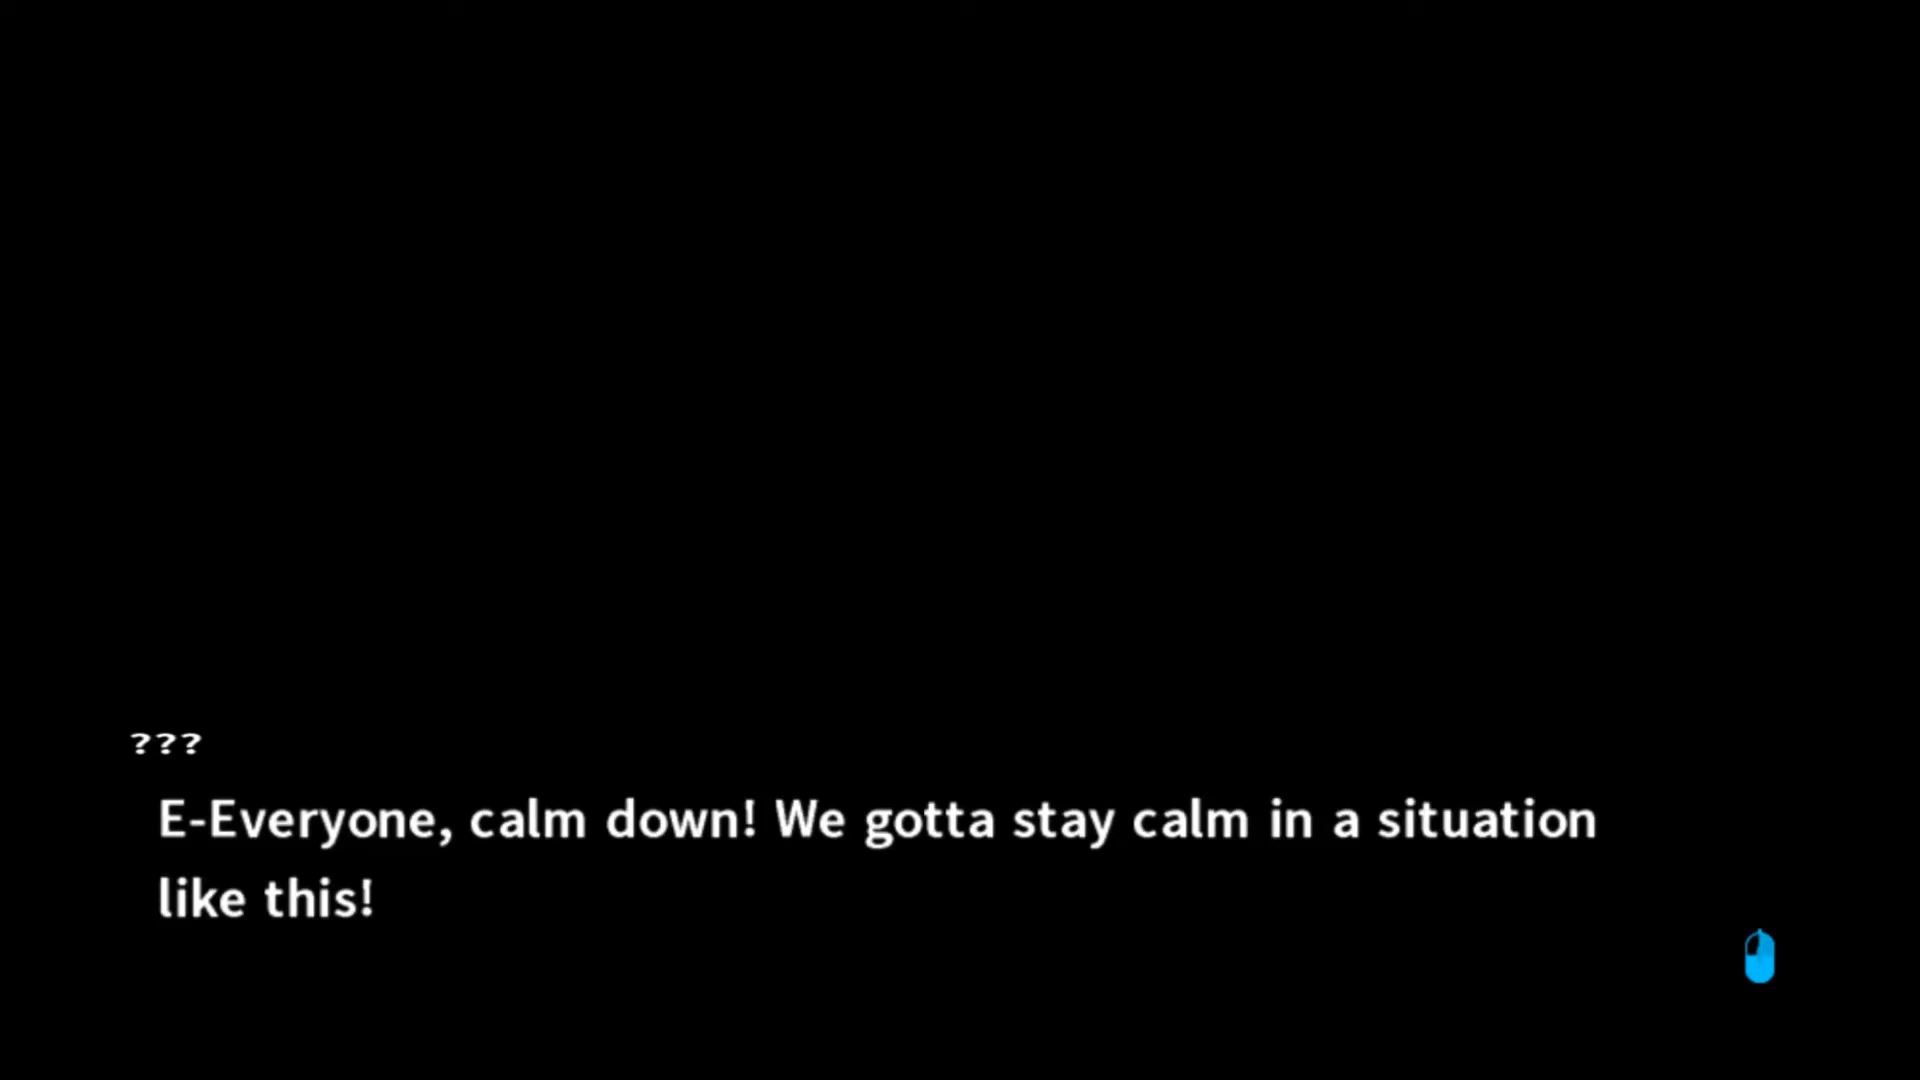 ???
E-Everyone, calm down! We gotta stay calm in a situation
like this!